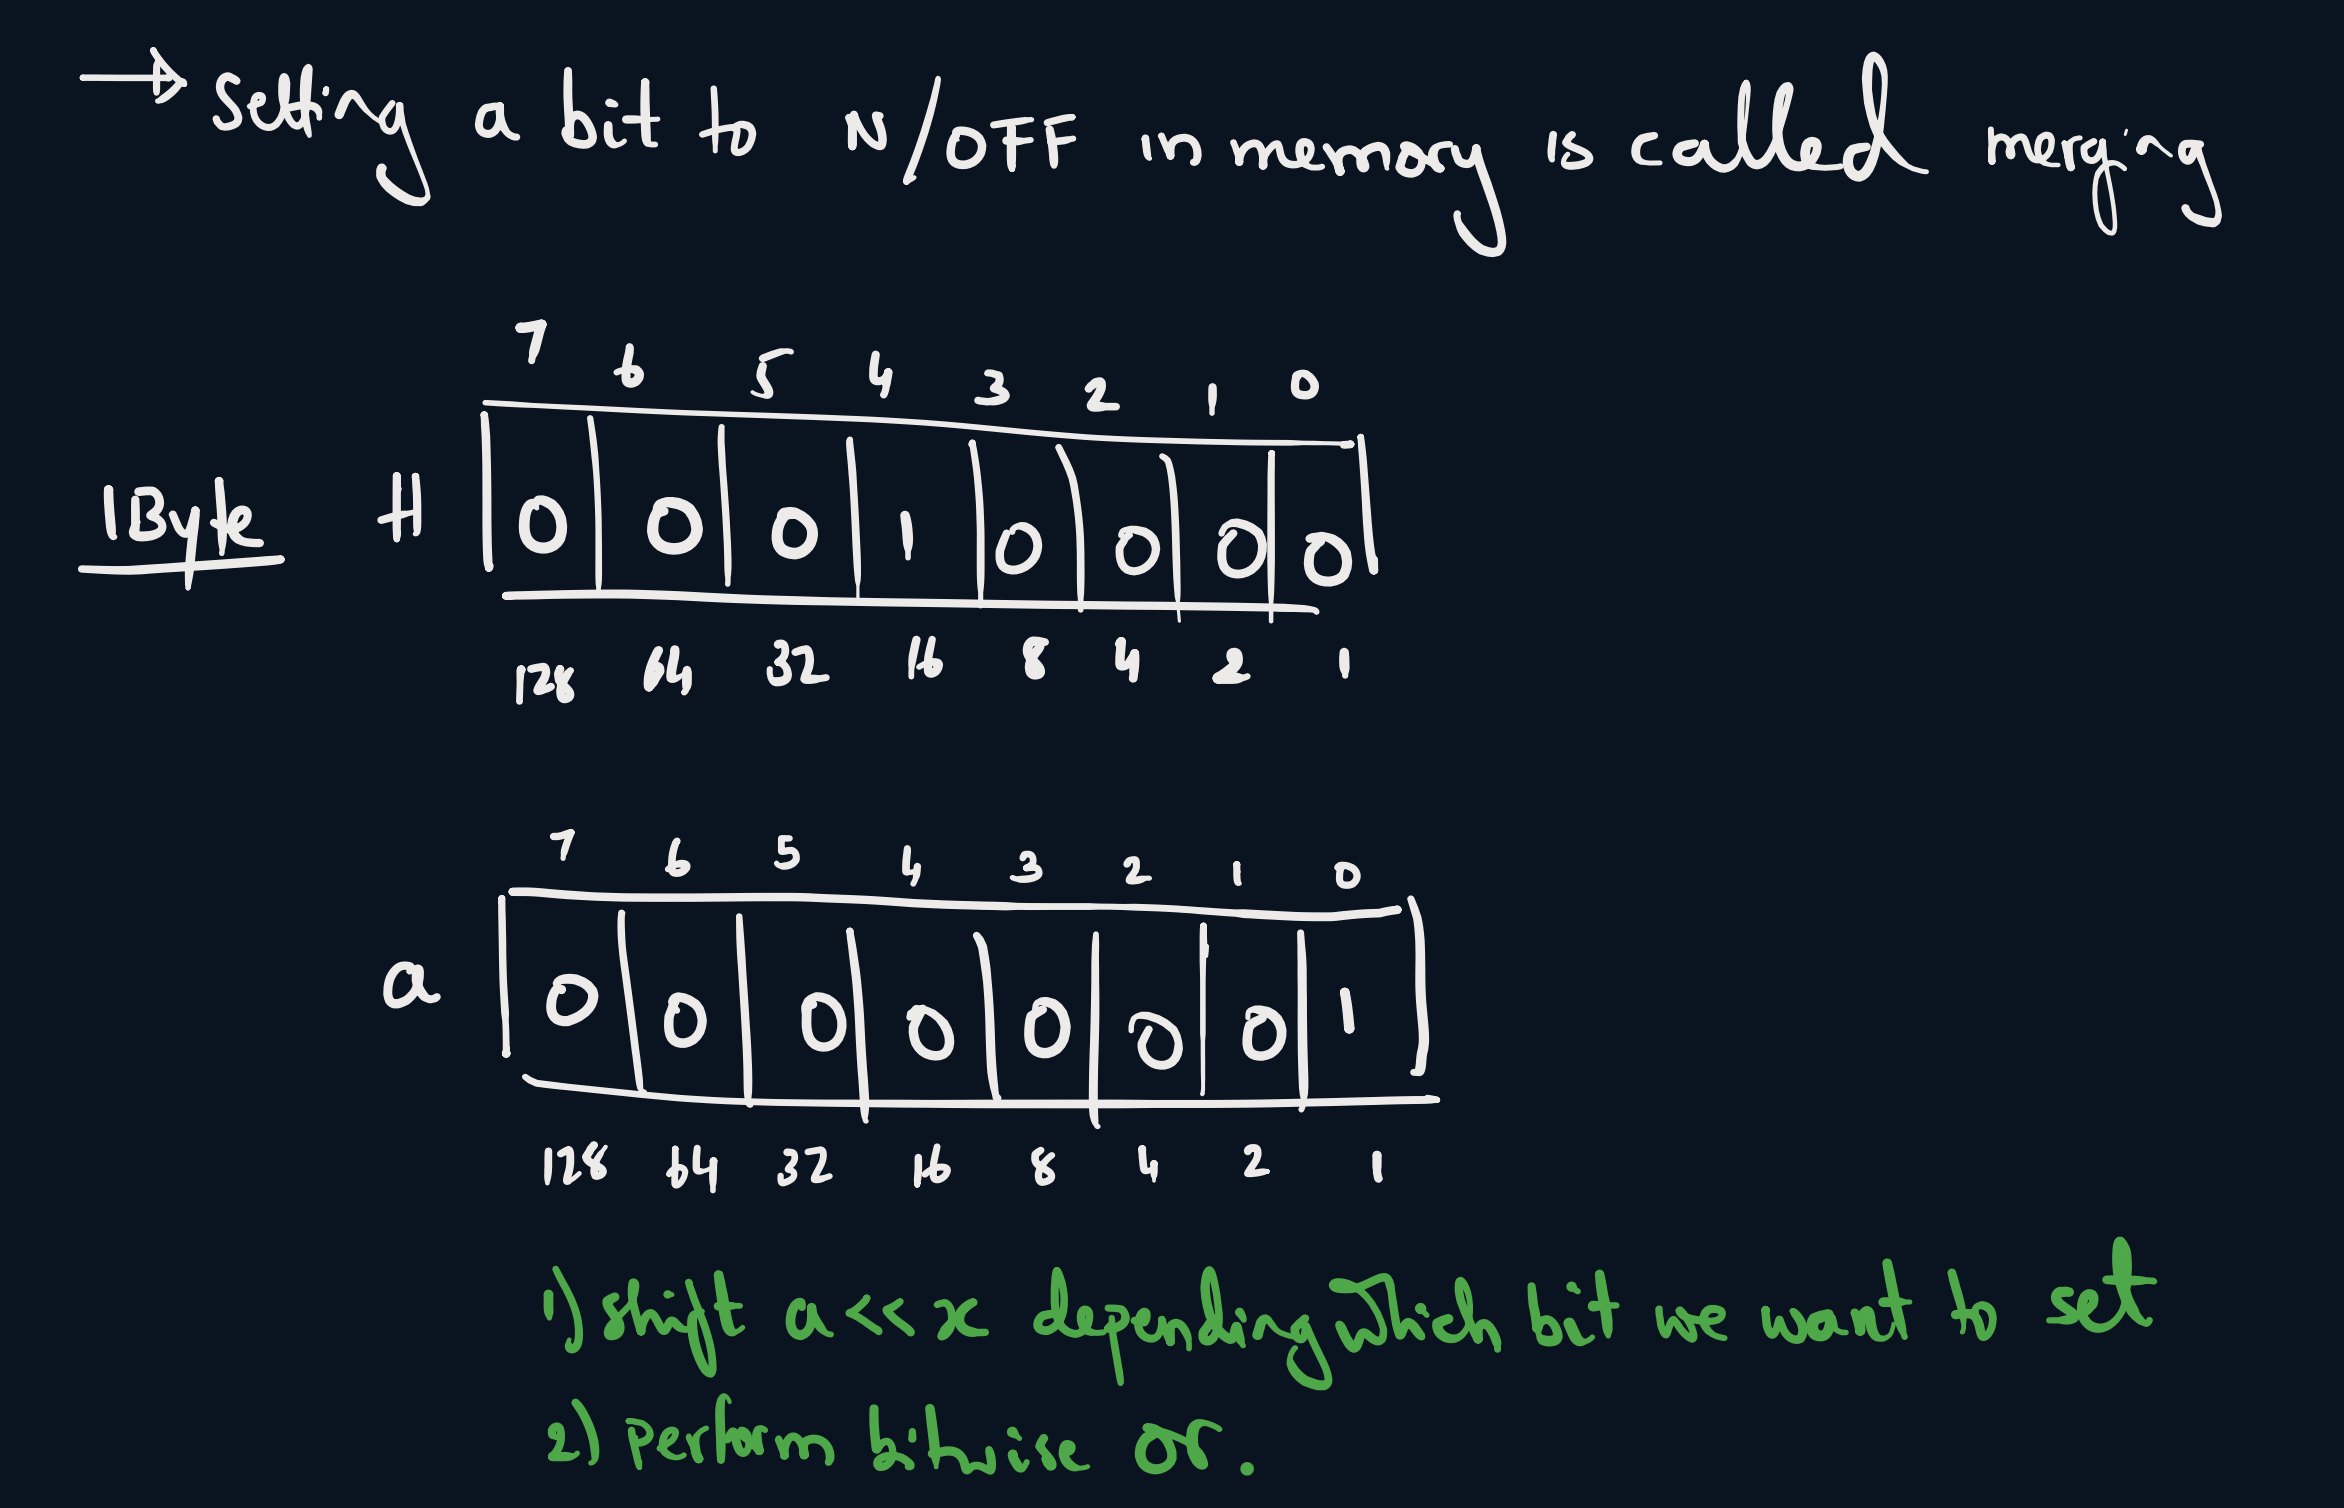 → setting a bit to N/OFF in memory is called merging
7 6 5 4 3 2 1 0
1Byte H 0 0 0 1 0 0 0 0
128 64 32 16 8 4 2 1
7 6 5 4 3 2 1 0
a 0 0 0 0 0 0 0 1
128 64 32 16 8 4 2 1
1) shift a << x depending which bit we want to set
2) perform bitwise or.